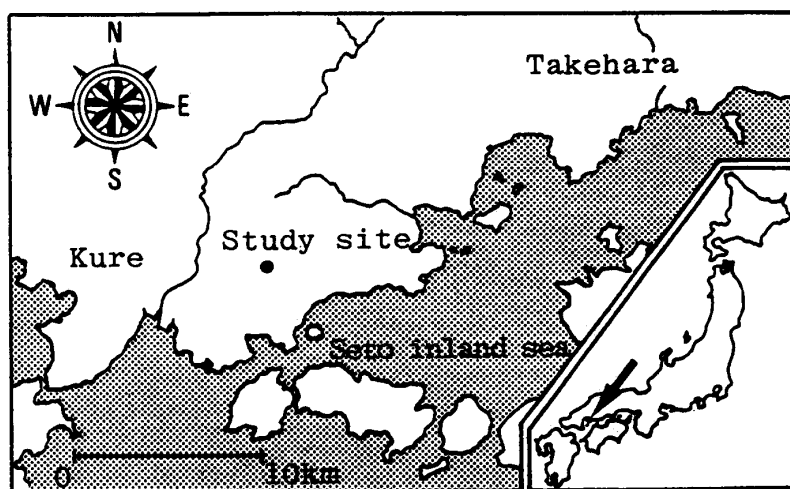 N
Takehara
W E
S
Study site
Kure
Seto inland sea
0 10km